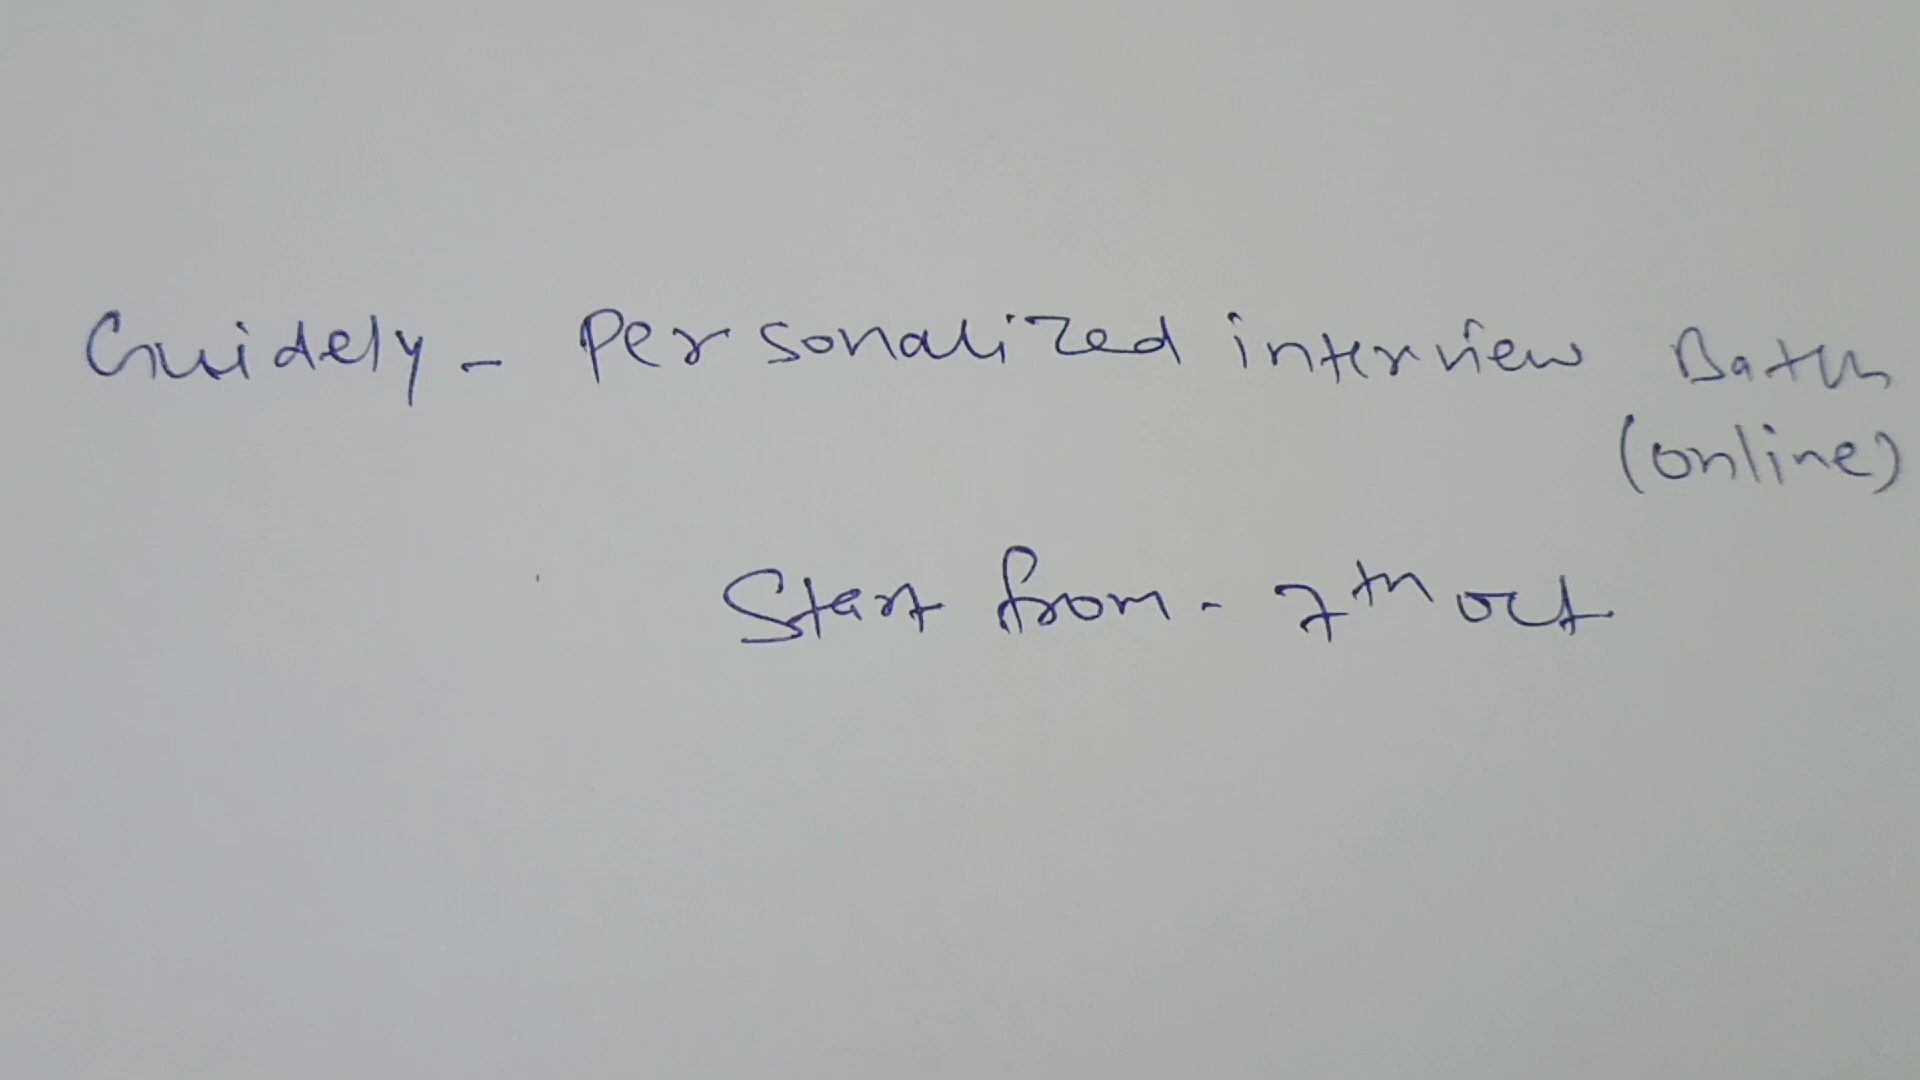 Guidely - Personalized interview Batch
(online)
Start from - 7th oct